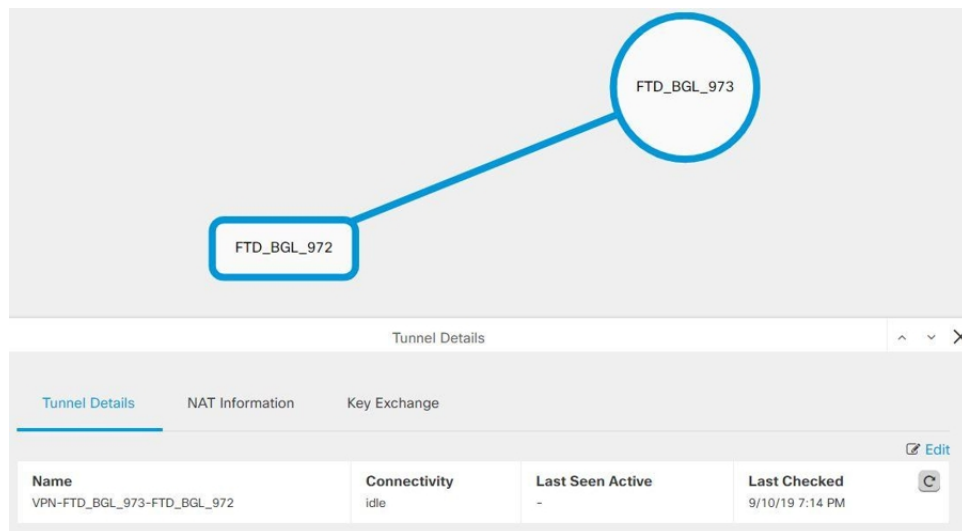 FTD_BGL_973
FTD_BGL_972
Tunnel Details
Tunnel Details NAT Information Key Exchange
Edit
Name Connectivity Last Seen Active Last Checked
VPN-FTD_BGL_973-FTD_BGL_972 idle - 9/10/19 7:14 PM